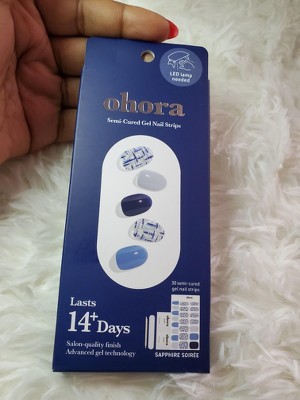 LED lamp
needed
ohora
Semi-Cured Gel Nail Strips
30 semi-cured
gel nail strips
Lasts
14+ Days
Salon-quality finish
Advanced gel technology
SAPPHIRE SOIRÉE